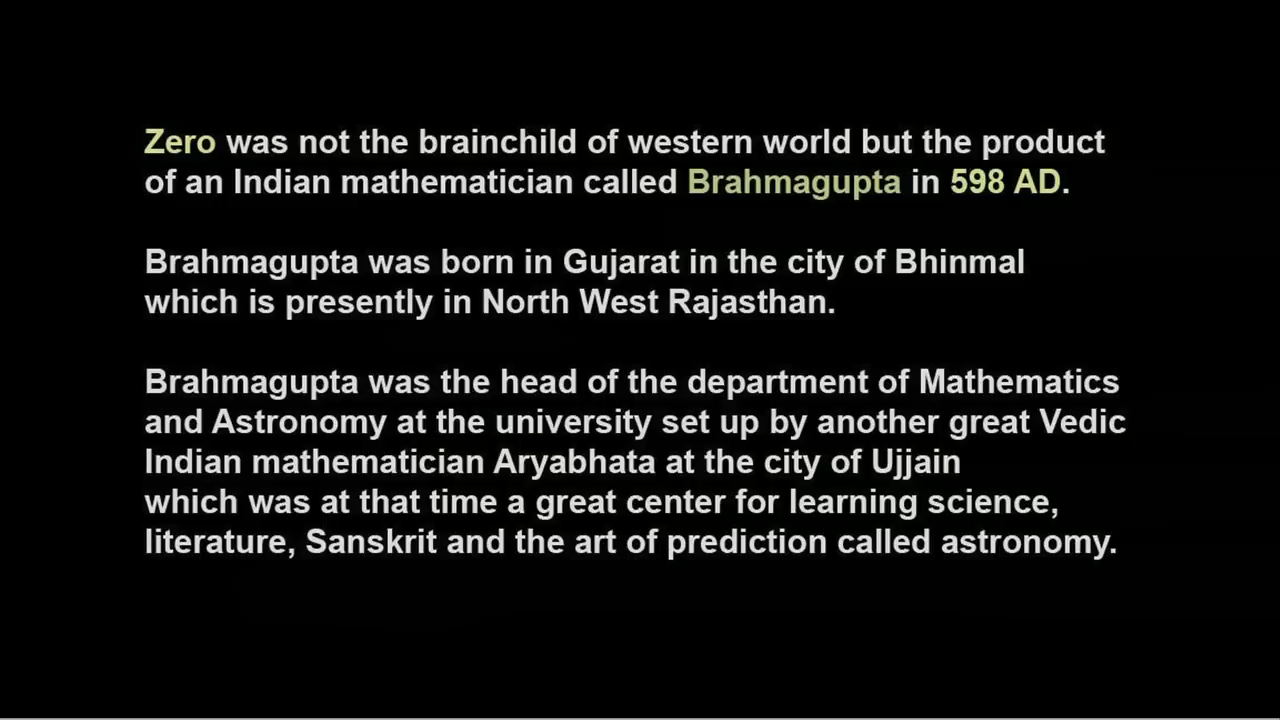 Zero was not the brainchild of western world but the product
of an Indian mathematician called Brahmagupta in 598 AD.
Brahmagupta was born in Gujarat in the city of Bhinmal
which is presently in North West Rajasthan.
Brahmagupta was the head of the department of Mathematics
and Astronomy at the university set up by another great Vedic
Indian mathematician Aryabhata at the city of Ujjain
which was at that time a great center for learning science,
literature, Sanskrit and the art of prediction called astronomy.